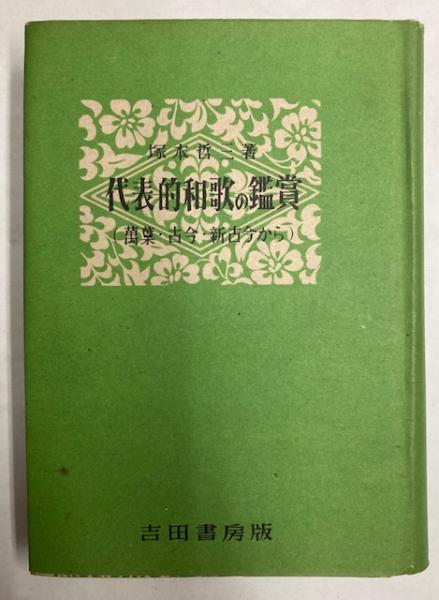 塚本哲三著
代表的和歌の鑑賞
(萬葉・古今・新古今から)
吉田書房版